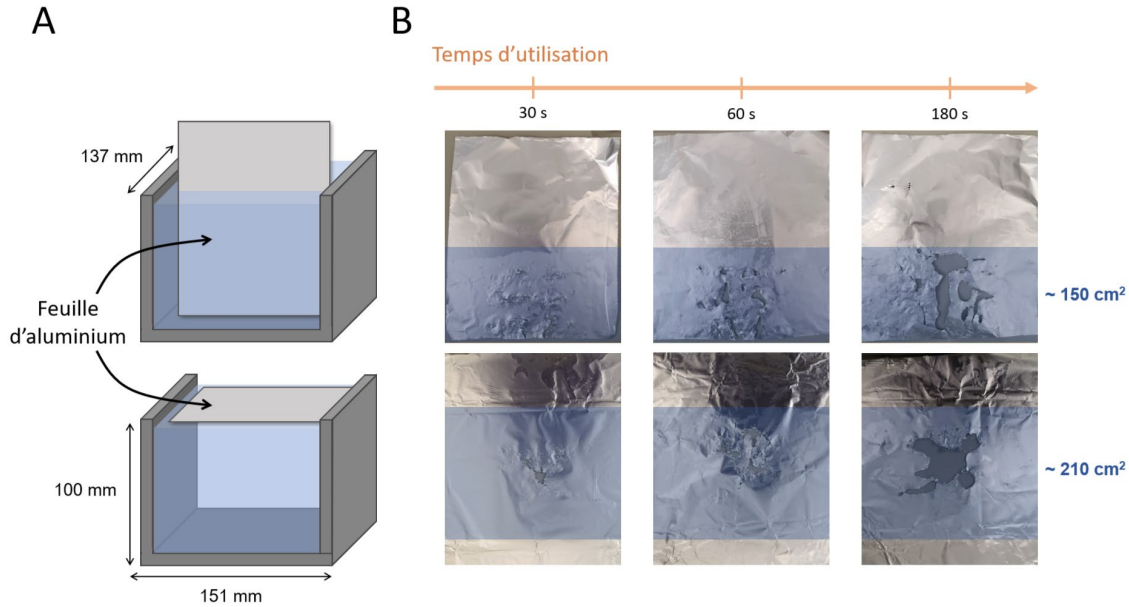 A
B
Temps d'utilisation
30 s
60 s
180 s
137 mm
Feuille
d'aluminium
~ 150 cm²
100 mm
~ 210 cm²
151 mm